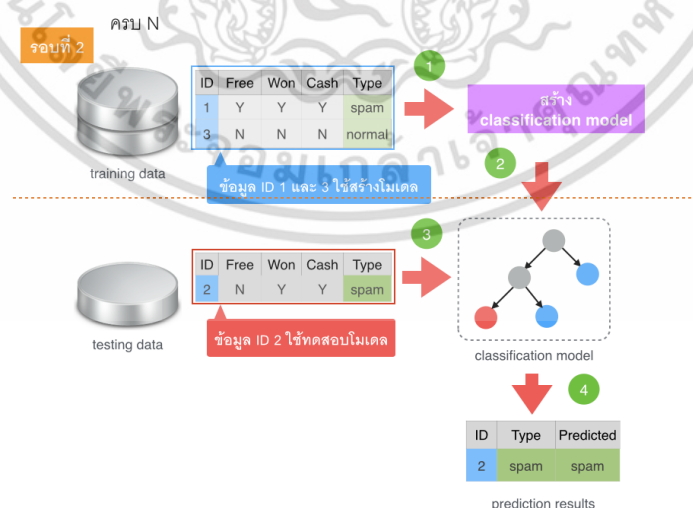 ครบ N
รอบที่ 2
ID Free Won Cash Type
1 Y Y Y spam
3 N N N normal
training data
ข้อมูล ID 1 และ 3 ใช้สร้างโมเดล
1
สร้าง
classification model
2
3
ID Free Won Cash Type
2 N Y Y spam
testing data
ข้อมูล ID 2 ใช้ทดสอบโมเดล
classification model
4
ID Type Predicted
2 spam spam
prediction results